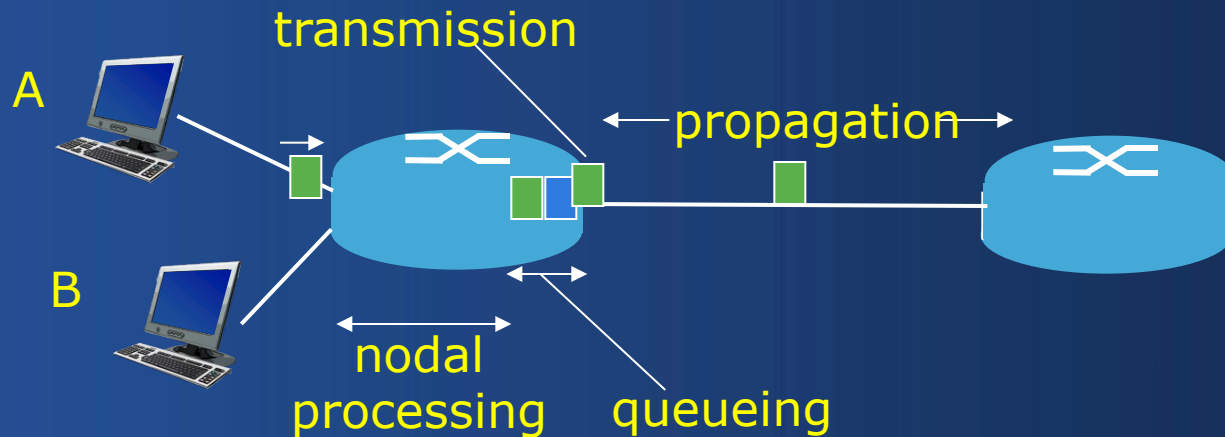 transmission
A
propagation
B
nodal
processing
queueing